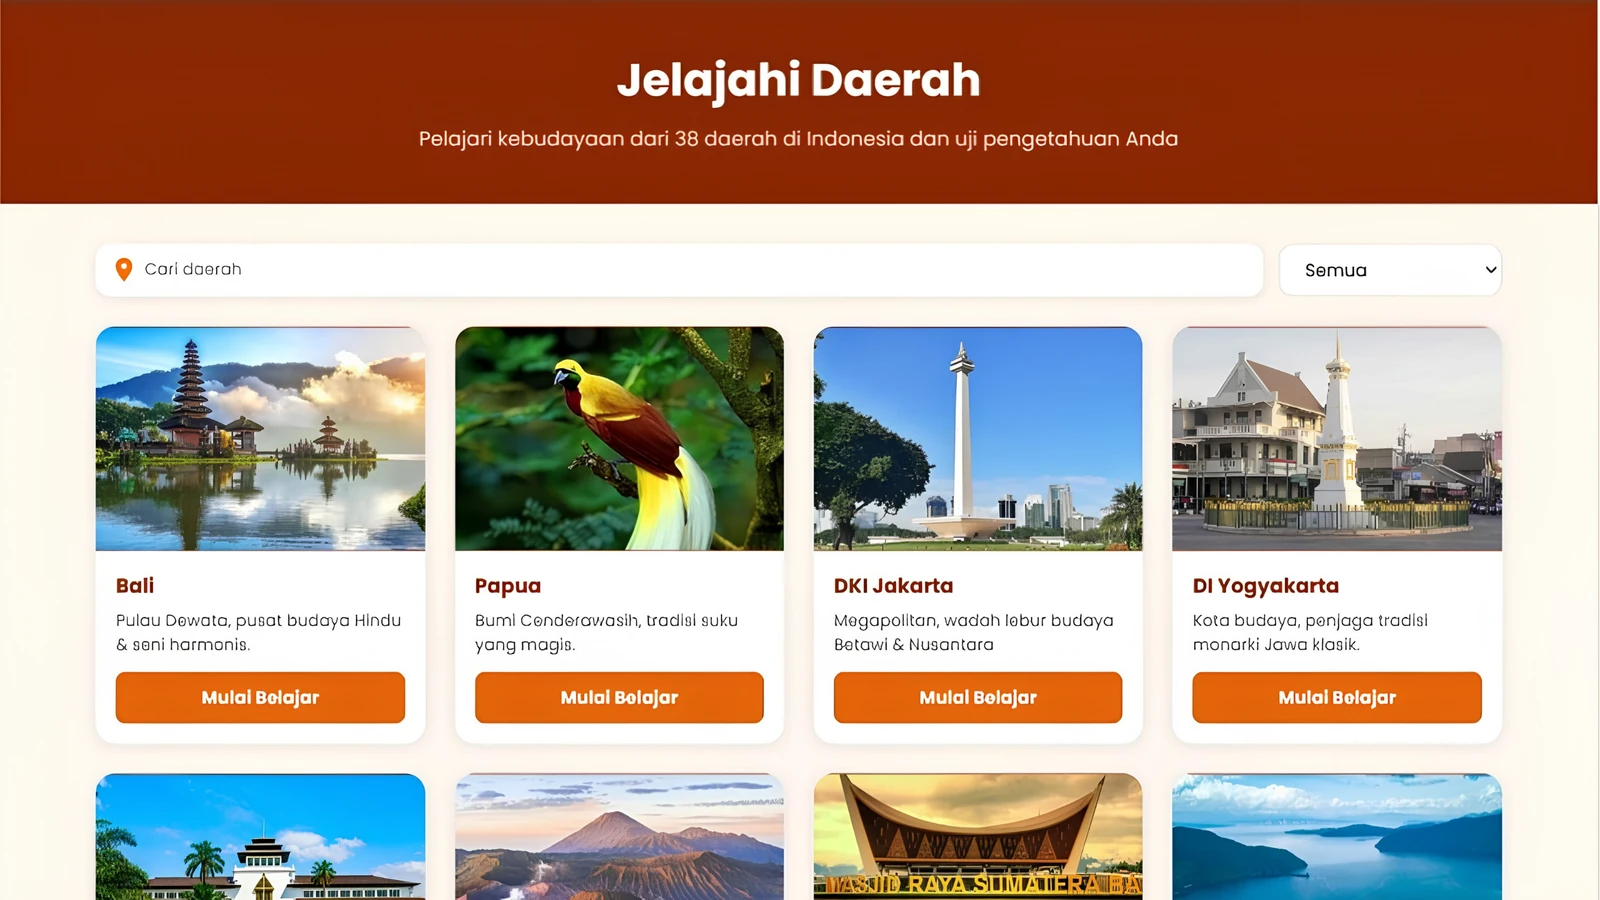 Jelajahi Daerah
Pelajari kebudayaan dari 38 daerah di Indonesia dan uji pengetahuan Anda
Cari daerah
Semua
Bali
Pulau Dewata, pusat budaya Hindu
& seni harmonis.
Mulai Belajar
Papua
Bumi Cenderawasih, tradisi suku
yang magis.
Mulai Belajar
DKI Jakarta
Megapolitan, wadah lebur budaya
Betawi & Nusantara
Mulai Belajar
DI Yogyakarta
Kota budaya, penjaga tradisi
monarki Jawa klasik.
Mulai Belajar
MASJID RAYA SUMATERA BA